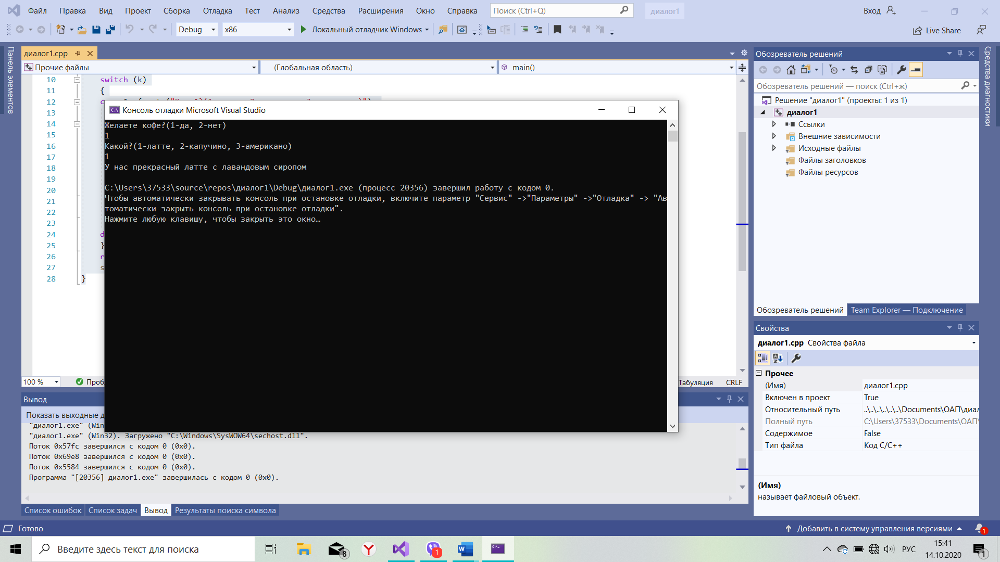 Файл Правка Вид Проект Сборка Отладка Тест Анализ Средства Расширения Окно Справка Поиск (Ctrl+Q) диалог1 Вход
Debug x86 Локальный отладчик Windows Live Share
Панель элементов
диалог1.cpp
Прочие файлы (Глобальная область) main()
10 switch (k)
11 {
12
13
14
15
16
17
18
19
20
21
22
23
24 d
25 }
26
27 s
28 }
Консоль отладки Microsoft Visual Studio
Желаете кофе?(1-да, 2-нет)
1
Какой?(1-латте, 2-капучино, 3-американо)
1
У нас прекрасный латте с лавандовым сиропом
C:\Users\37533\source\repos\диалог1\Debug\диалог1.exe (процесс 20356) завершил работу с кодом 0.
Чтобы автоматически закрывать консоль при остановке отладки, включите параметр "Сервис" ->"Параметры" ->"Отладка" -> "Ав
томатически закрыть консоль при остановке отладки".
Нажмите любую клавишу, чтобы закрыть это окно…
100 % Проб Табуляция CRLF
Вывод
Показать выходные д
"диалог1.exe" (Win
"диалог1.exe" (Win32). Загружено "C:\Windows\SysWOW64\sechost.dll".
Поток 0x57fc завершился с кодом 0 (0x0).
Поток 0x69e8 завершился с кодом 0 (0x0).
Поток 0x5584 завершился с кодом 0 (0x0).
Программа "[20356] диалог1.exe" завершилась с кодом 0 (0x0).
Список ошибок Список задач Вывод Результаты поиска символа
Обозреватель решений
Обозреватель решений — поиск (Ctrl+ж)
Решение "диалог1" (проекты: 1 из 1)
диалог1
Ссылки
Внешние зависимости
Исходные файлы
Файлы заголовков
Файлы ресурсов
Обозреватель решений Team Explorer — Подключение
Свойства
диалог1.cpp Свойства файла
Прочее
(Имя) диалог1.cpp
Включен в проект True
Относительный путь ..\..\..\..\..\..\Documents\ОАП\диал
Полный путь C:\Users\37533\Documents\ОАП\
Содержимое False
Тип файла Код C/C++
(Имя)
называет файловый объект.
Средства диагностики
Готово Добавить в систему управления версиями 1
Введите здесь текст для поиска 8 1 РУС 15:41
14.10.2020 1